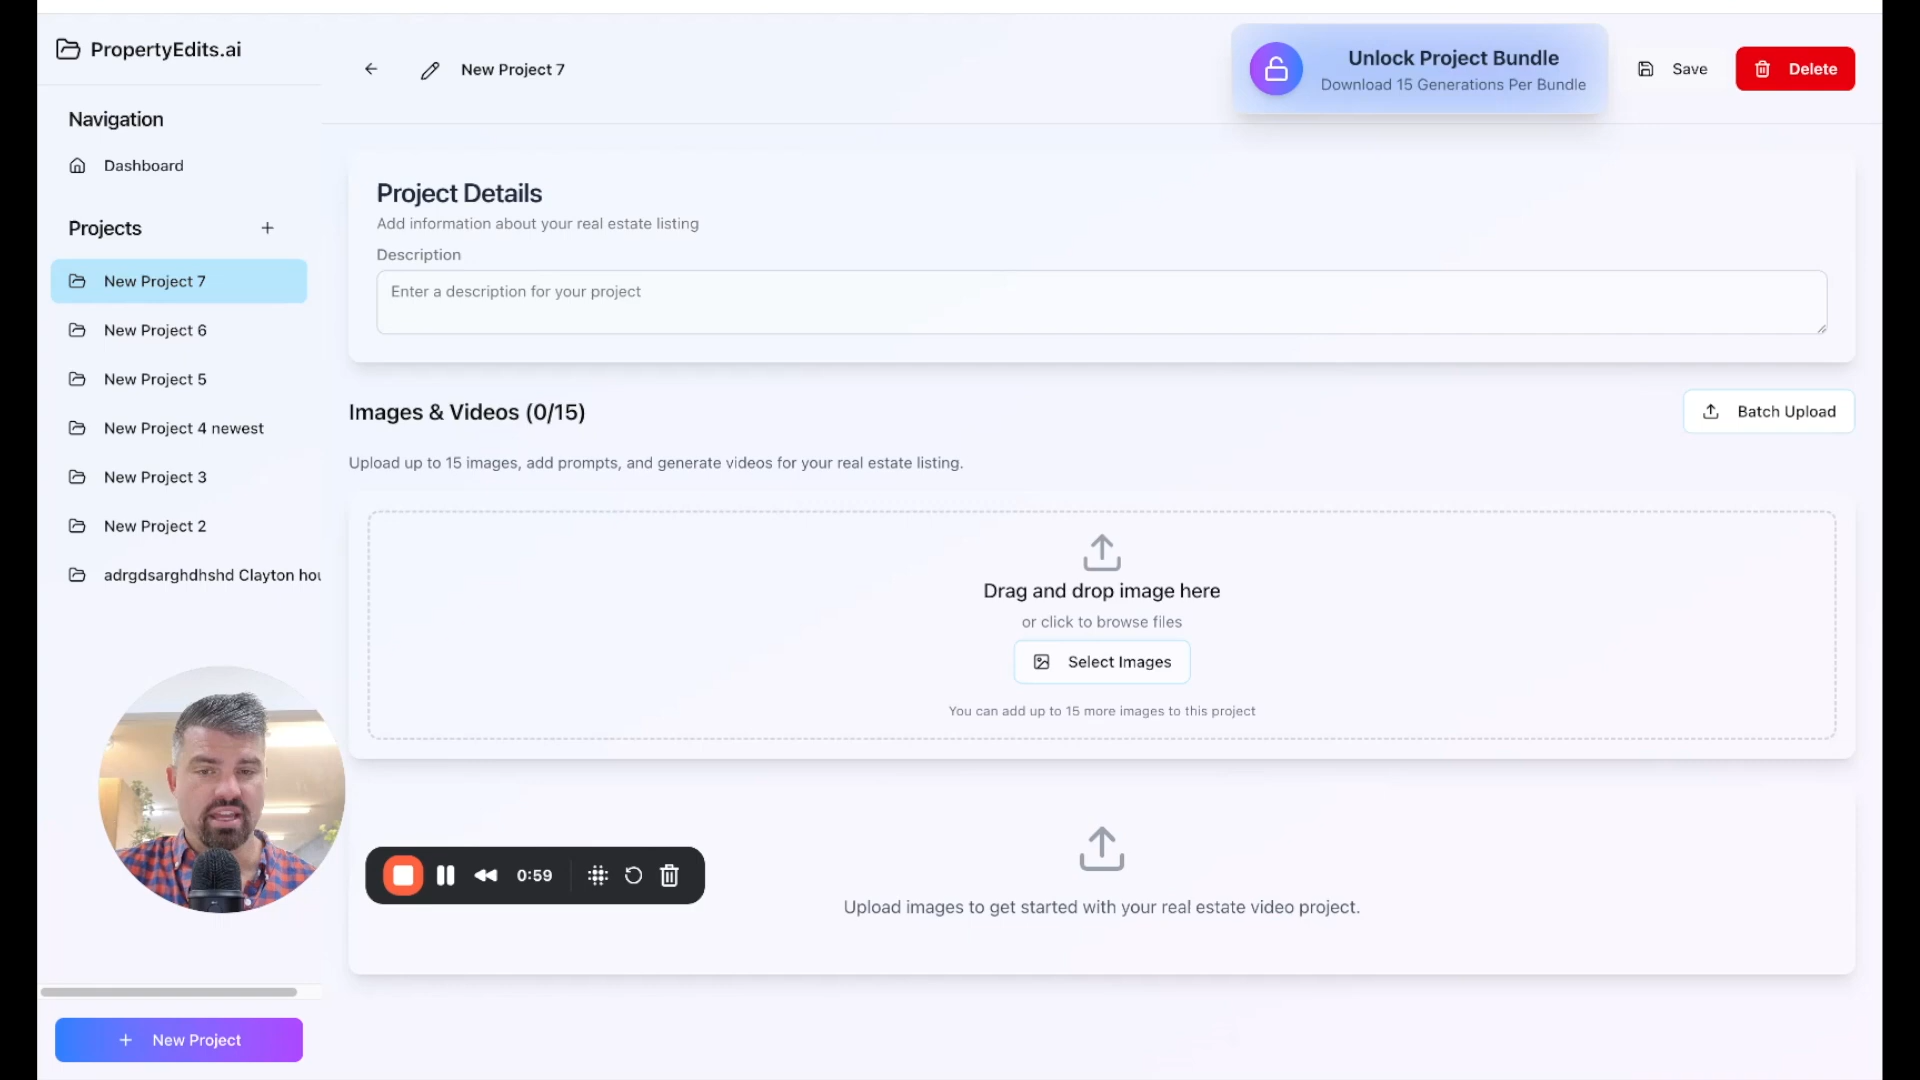 PropertyEdits.ai
New Project 7
Unlock Project Bundle
Download 15 Generations Per Bundle
Save
Delete
Navigation
Dashboard
Projects
New Project 7
New Project 6
New Project 5
New Project 4 newest
New Project 3
New Project 2
adrgdsarghdhshd Clayton hou
New Project
Project Details
Add information about your real estate listing
Description
Enter a description for your project
Images & Videos (0/15)
Batch Upload
Upload up to 15 images, add prompts, and generate videos for your real estate listing.
Drag and drop image here
or click to browse files
Select Images
You can add up to 15 more images to this project
0:59
Upload images to get started with your real estate video project.